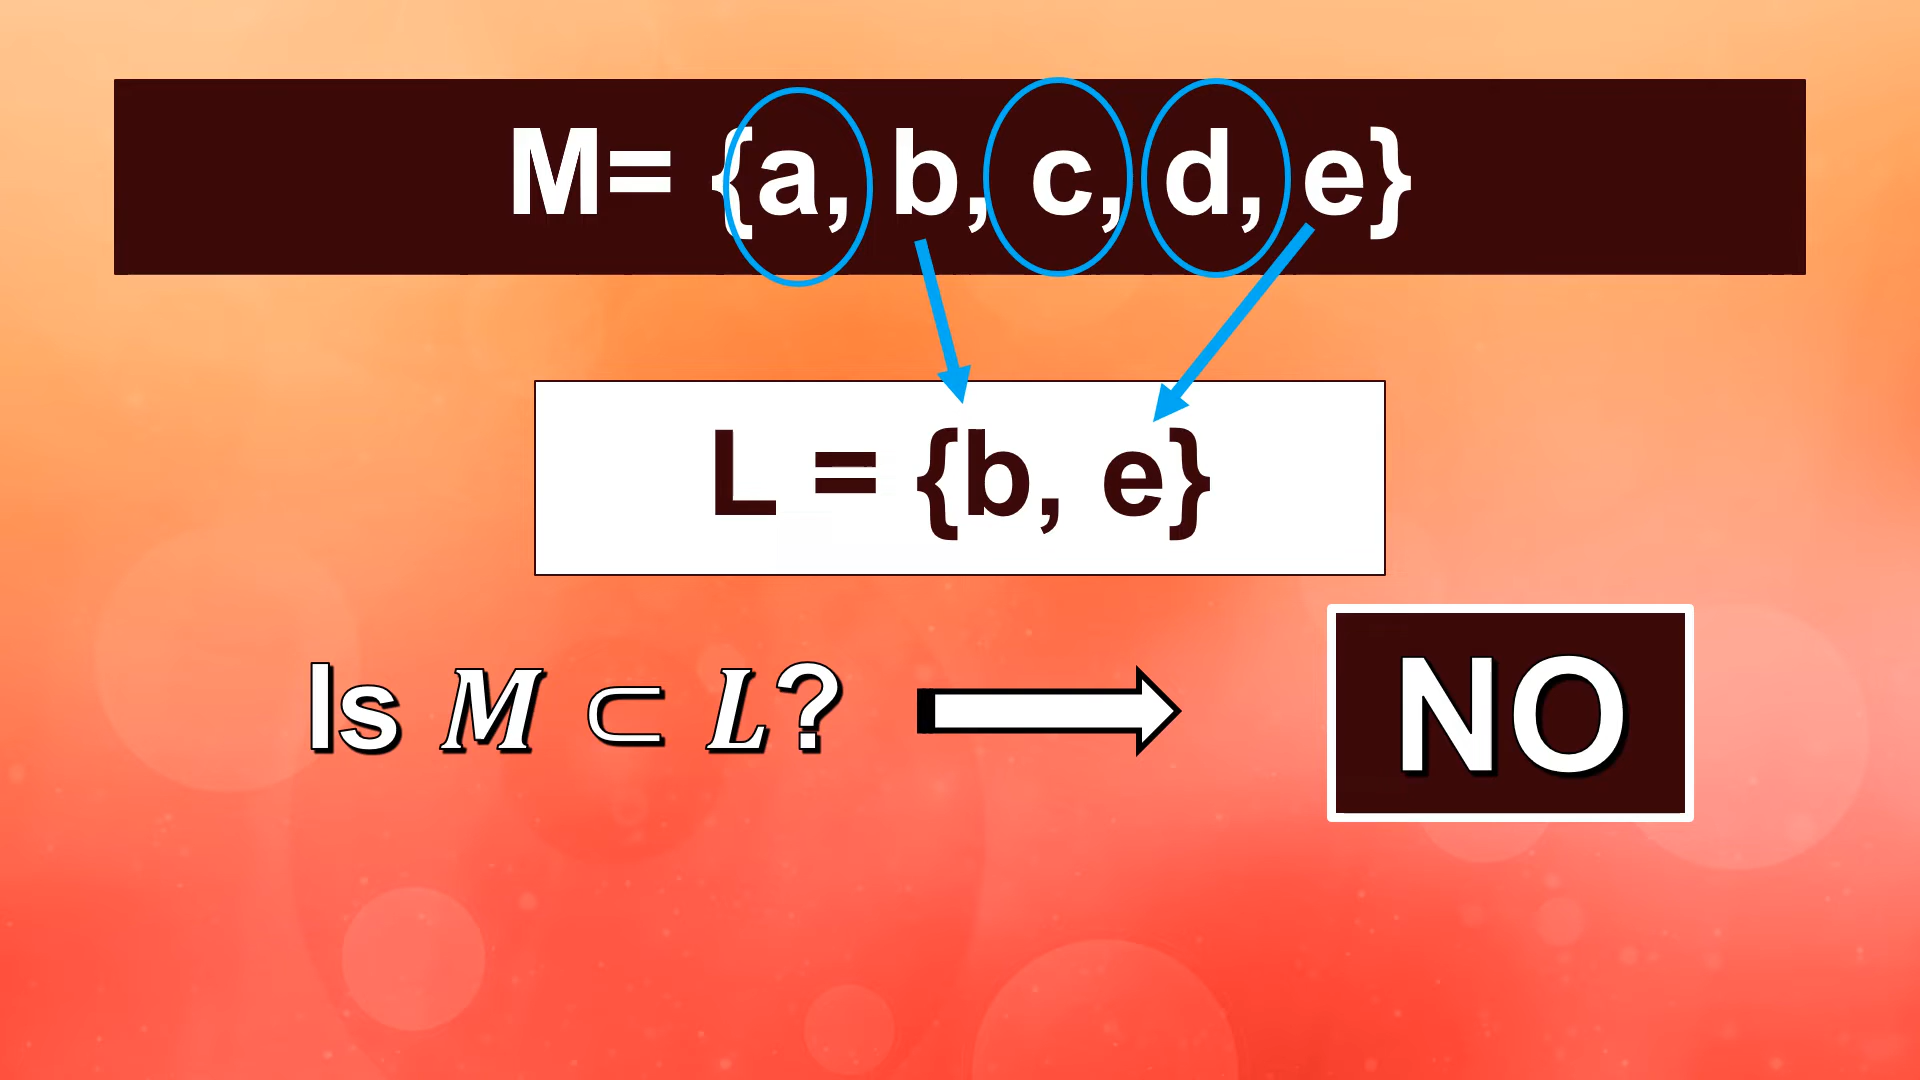 M= {a, b, c, d, e}
L = {b, e}
Is M ⊂ L?
NO